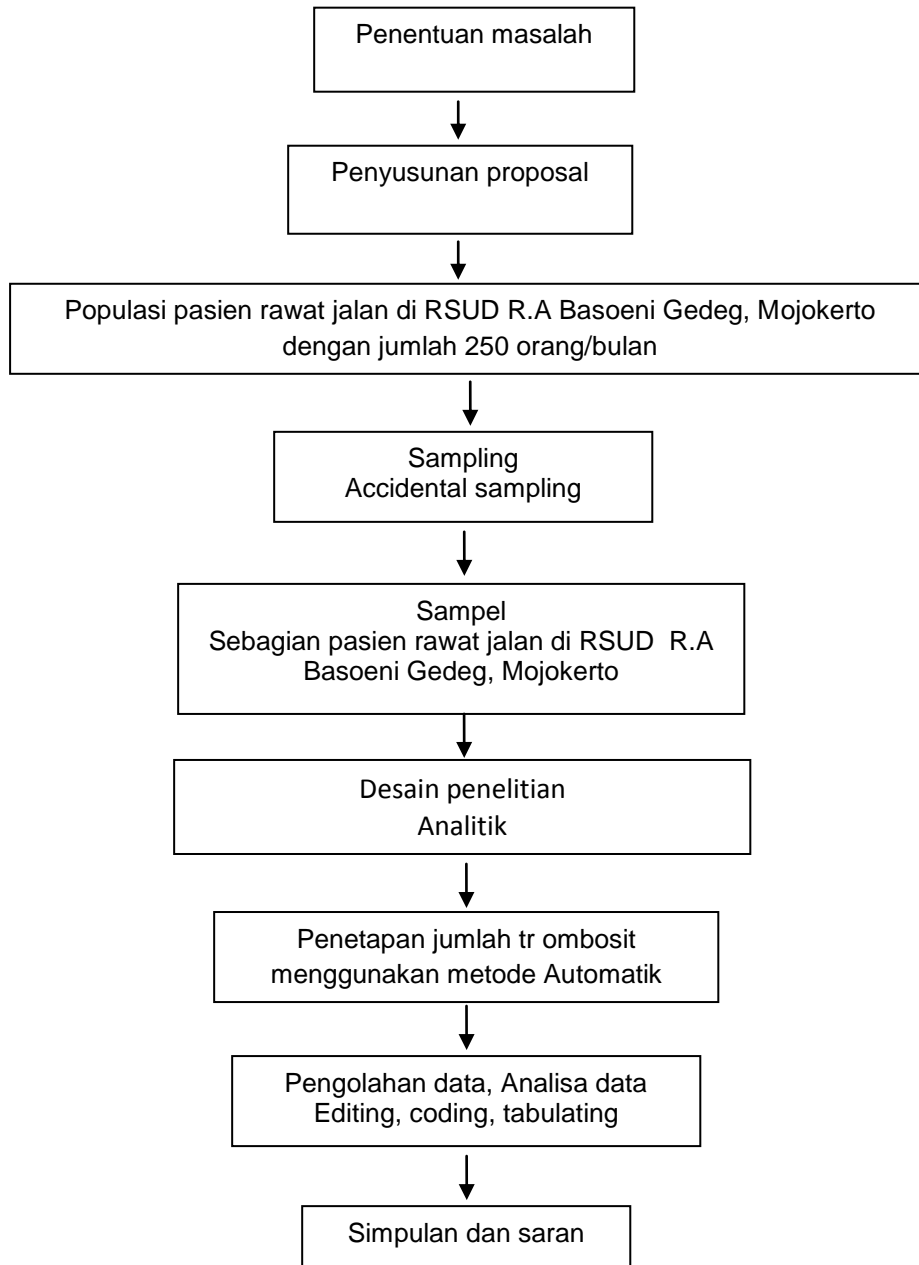 Penentuan masalah
Penyusunan proposal
Populasi pasien rawat jalan di RSUD R.A Basoeni Gedeg, Mojokerto
dengan jumlah 250 orang/bulan
Sampling
Accidental sampling
Sampel
Sebagian pasien rawat jalan di RSUD R.A
Basoeni Gedeg, Mojokerto
Desain penelitian
Analitik
Penetapan jumlah tr ombosit
menggunakan metode Automatik
Pengolahan data, Analisa data
Editing, coding, tabulating
Simpulan dan saran